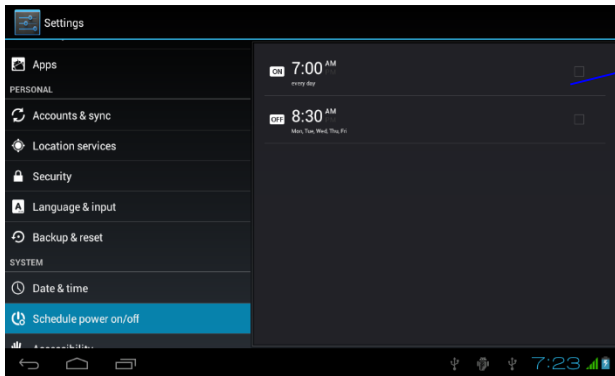 Settings
Apps
PERSONAL
Accounts & sync
Location services
Security
A Language & input
Backup & reset
SYSTEM
Date & time
Schedule power on/off
Accessibility
ON 7:00 AM PM
every day
OFF 8:30 AM PM
Mon, Tue, Wed, Thu, Fri
7:23